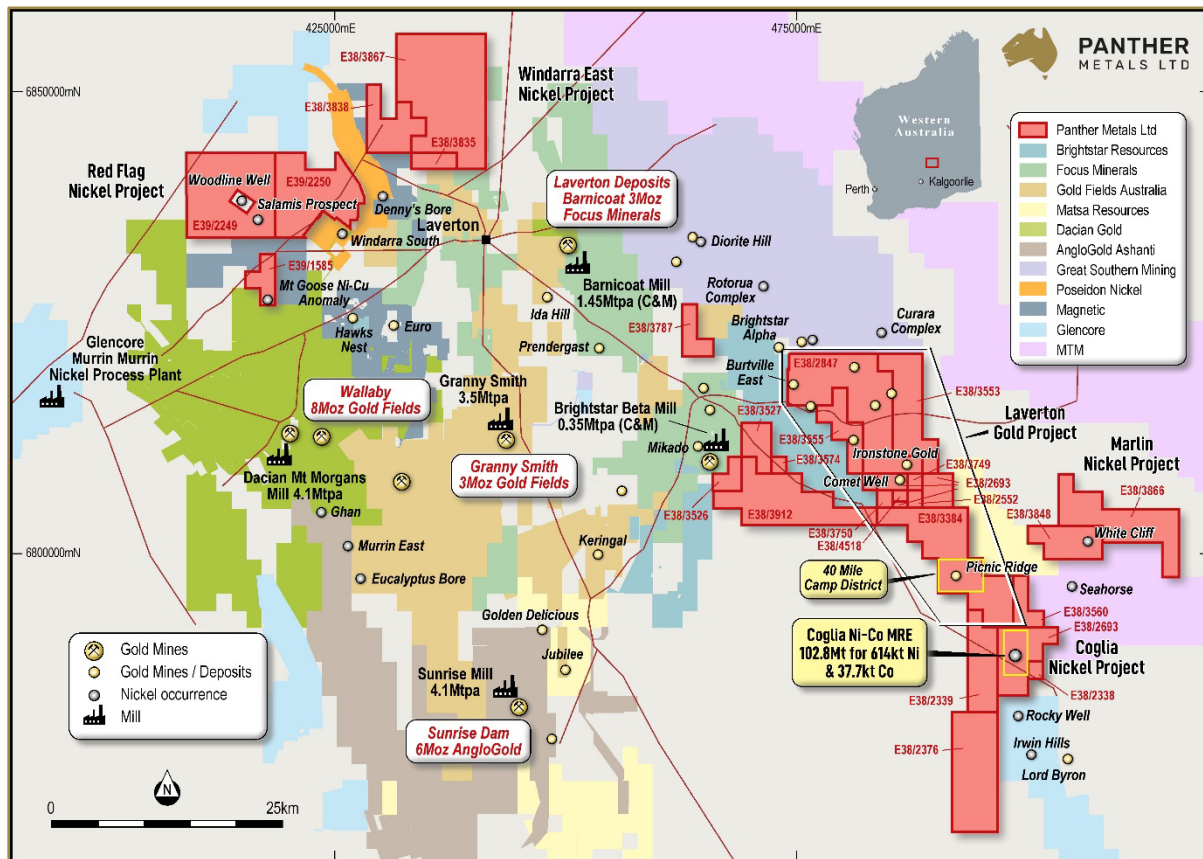 425000mE
475000mE
6850000mN
6800000mN
PANTHER
METALS LTD
Western
Australia
Perth
Kalgoorlie
Panther Metals Ltd
Brightstar Resources
Focus Minerals
Gold Fields Australia
Matsa Resources
Dacian Gold
AngloGold Ashanti
Great Southern Mining
Poseidon Nickel
Magnetic
Glencore
MTM
E38/3867
Windarra East
Nickel Project
E38/3838
E38/3835
Red Flag
Nickel Project
Woodline Well
E39/2250
Salamis Prospect
E39/2249
Denny's Bore
Laverton
Windarra South
Laverton Deposits
Barnicoat 3Moz
Focus Minerals
Diorite Hill
E39/1585
Mt Goose Ni-Cu
Anomaly
Barnicoat Mill
1.45Mtpa (C&M)
Rotorua
Complex
Ida Hill
Hawks
Nest
Euro
E38/3787
Brightstar
Alpha
Curara
Complex
Prendergast
Glencore
Murrin Murrin
Nickel Process Plant
Burtville
East
E38/2847
E38/3553
Wallaby
8Moz Gold Fields
Granny Smith
3.5Mtpa
Brightstar Beta Mill
0.35Mtpa (C&M)
E38/3527
Laverton
Gold Project
E38/3555
Mikado
E38/3574
Ironstone Gold
Marlin
Nickel Project
Granny Smith
3Moz Gold Fields
Dacian Mt Morgans
Mill 4.1Mtpa
Comet Well
E38/3749
E38/2693
E38/2552
E38/3866
Ghan
E38/3526
E38/3912
E38/3750
E38/4518
E38/3384
E38/3848
White Cliff
Murrin East
Keringal
Eucalyptus Bore
40 Mile
Camp District
Picnic Ridge
Seahorse
Golden Delicious
E38/3560
E38/2693
Coglia Ni-Co MRE
102.8Mt for 614kt Ni
& 37.7kt Co
Coglia
Nickel Project
Jubilee
Sunrise Mill
4.1Mtpa
E38/2339
E38/2338
Sunrise Dam
6Moz AngloGold
Rocky Well
E38/2376
Irwin Hills
Lord Byron
Gold Mines
Gold Mines / Deposits
Nickel occurrence
Mill
N
0
25km